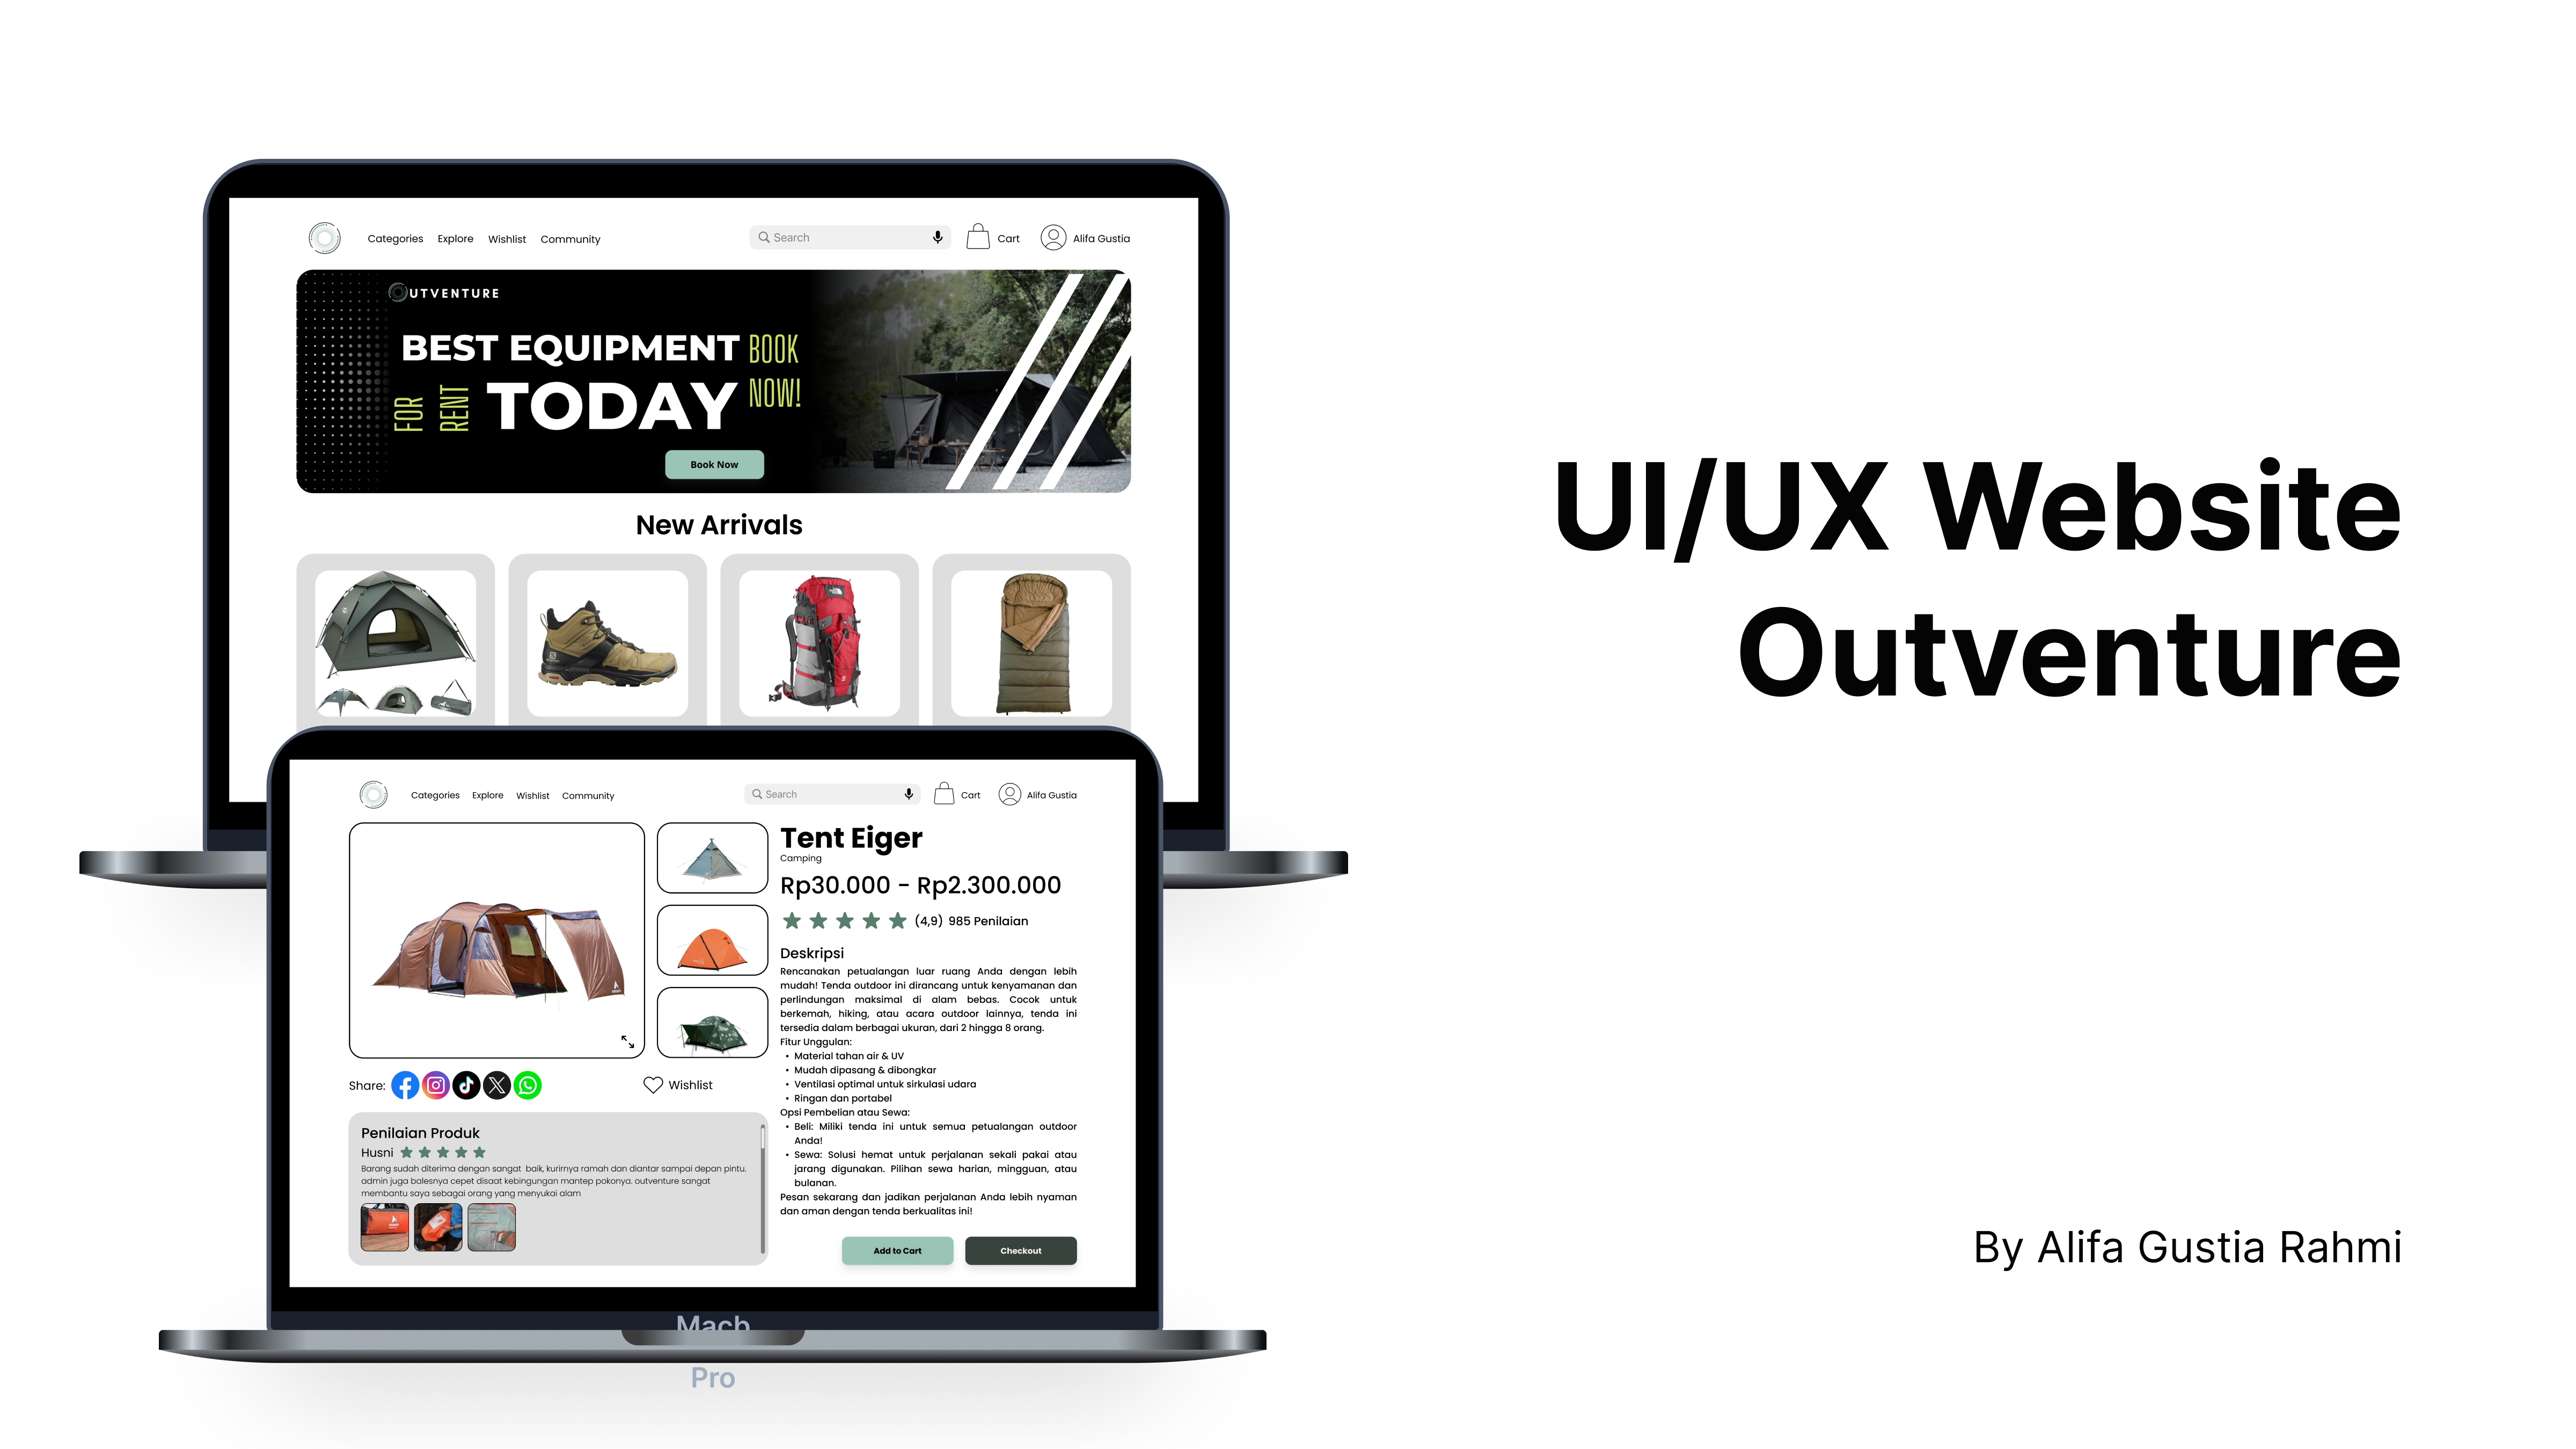 Categories Explore Wishlist Community Search Cart Alifa Gustia
UTVENTURE
BEST EQUIPMENT BOOK
FOR RENT TODAY NOW!
Book Now
New Arrivals
Categories Explore Wishlist Community Search Cart Alifa Gustia
Tent Eiger
Camping
Rp30.000 - Rp2.300.000
(4,9) 985 Penilaian
Deskripsi
Rencanakan petualangan luar ruang Anda dengan lebih
mudah! Tenda outdoor ini dirancang untuk kenyamanan dan
perlindungan maksimal di alam bebas. Cocok untuk
berkemah, hiking, atau acara outdoor lainnya, tenda ini
tersedia dalam berbagai ukuran, dari 2 hingga 8 orang.
Fitur Unggulan:
• Material tahan air & UV
• Mudah dipasang & dibongkar
• Ventilasi optimal untuk sirkulasi udara
• Ringan dan portabel
Opsi Pembelian atau Sewa:
• Beli: Miliki tenda ini untuk semua petualangan outdoor
Anda!
• Sewa: Solusi hemat untuk perjalanan sekali pakai atau
jarang digunakan. Pilihan sewa harian, mingguan, atau
bulanan.
Pesan sekarang dan jadikan perjalanan Anda lebih nyaman
dan aman dengan tenda berkualitas ini!
Add to Cart Checkout
Share: Wishlist
Penilaian Produk
Husni
Barang sudah diterima dengan sangat baik, kurirnya ramah dan diantar sampai depan pintu.
admin juga balesnya cepet disaat kebingungan mantep pokonya. outventure sangat
membantu saya sebagai orang yang menyukai alam
Macb
Pro
UI/UX Website
Outventure
By Alifa Gustia Rahmi